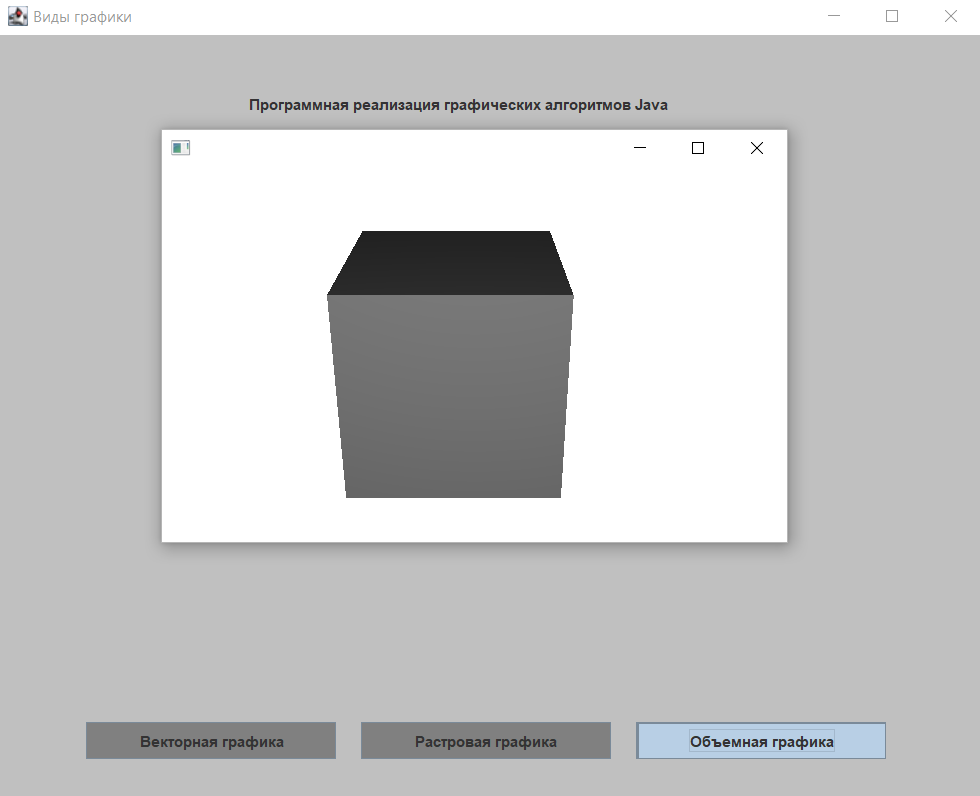 Виды графики
Программная реализация графических алгоритмов Java
Векторная графика
Растровая графика
Объемная графика